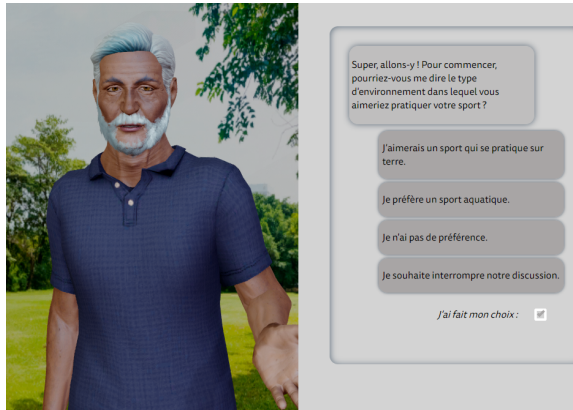 Super, allons-y ! Pour commencer,
pourriez-vous me dire le type
d'environnement dans lequel vous
aimeriez pratiquer votre sport ?
J'aimerais un sport qui se pratique sur
terre.
Je préfère un sport aquatique.
Je n'ai pas de préférence.
Je souhaite interrompre notre discussion.
J'ai fait mon choix :